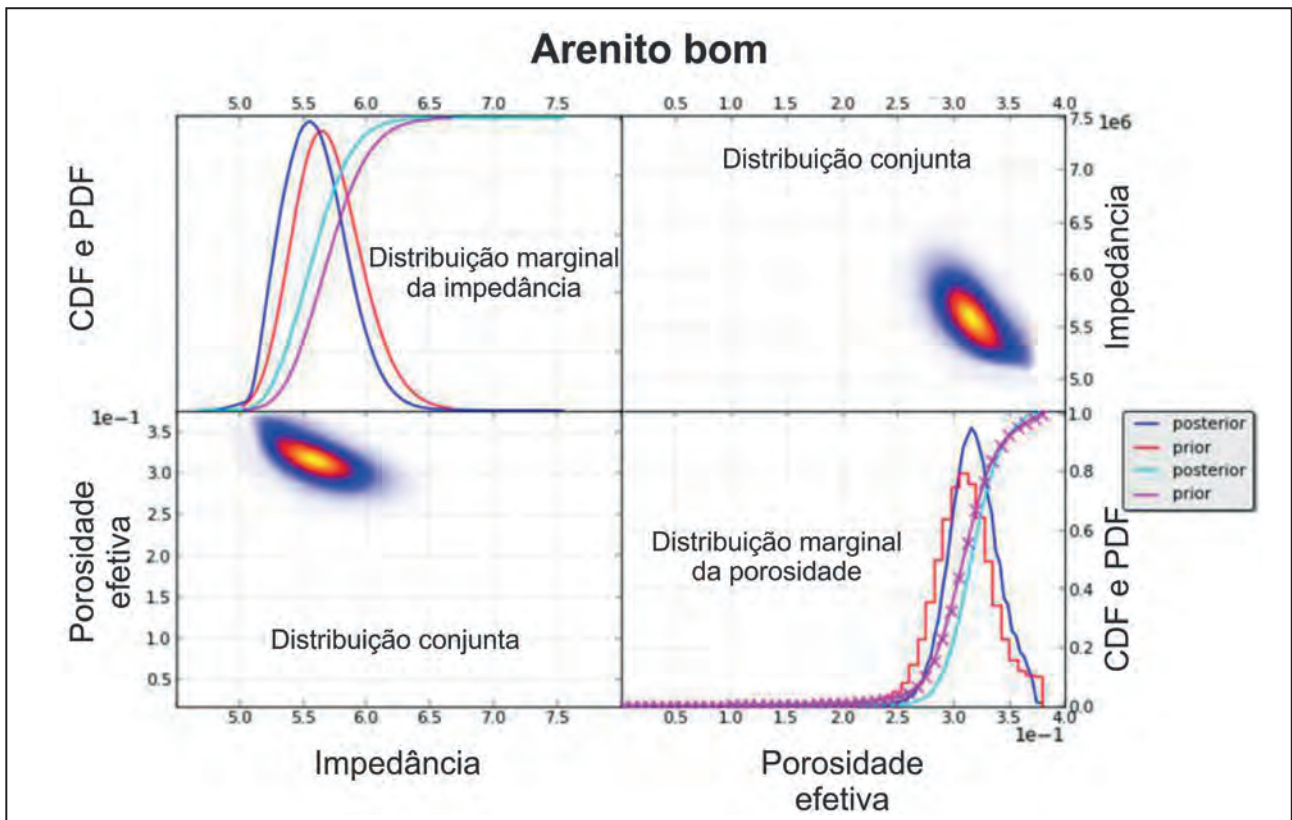 Arenito bom
5.0 5.5 6.0 6.5 7.0 7.5
0.5 1.0 1.5 2.0 2.5 3.0 3.5 4.0
CDF e PDF
Distribuição marginal
da impedância
Distribuição conjunta
7.5 1e6
7.0
6.5
6.0
5.5
5.0
Impedância
1e−1
3.5
3.0
2.5
2.0
1.5
1.0
0.5
Porosidade
efetiva
Distribuição conjunta
Distribuição marginal
da porosidade
1.0
0.8
0.6
0.4
0.2
0.0
CDF e PDF
posterior
prior
posterior
prior
5.0 5.5 6.0 6.5 7.0 7.5
0.5 1.0 1.5 2.0 2.5 3.0 3.5 4.0
1e−1
Impedância
Porosidade
efetiva